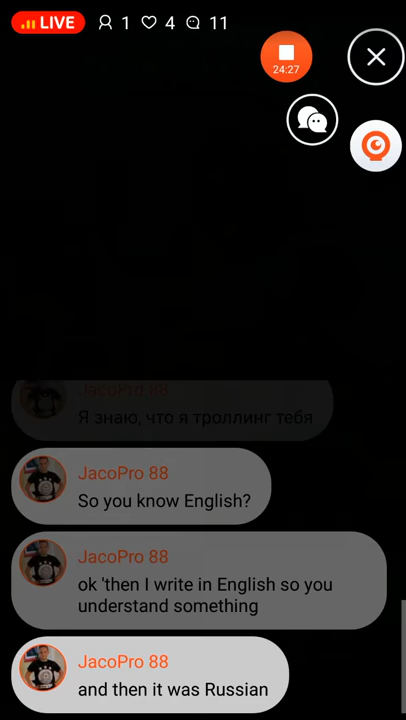 LIVE 1 4 11
24:27
JacoPro 88
Я знаю, что я троллинг тебя
JacoPro 88
So you know English?
JacoPro 88
ok 'then I write in English so you
understand something
JacoPro 88
and then it was Russian